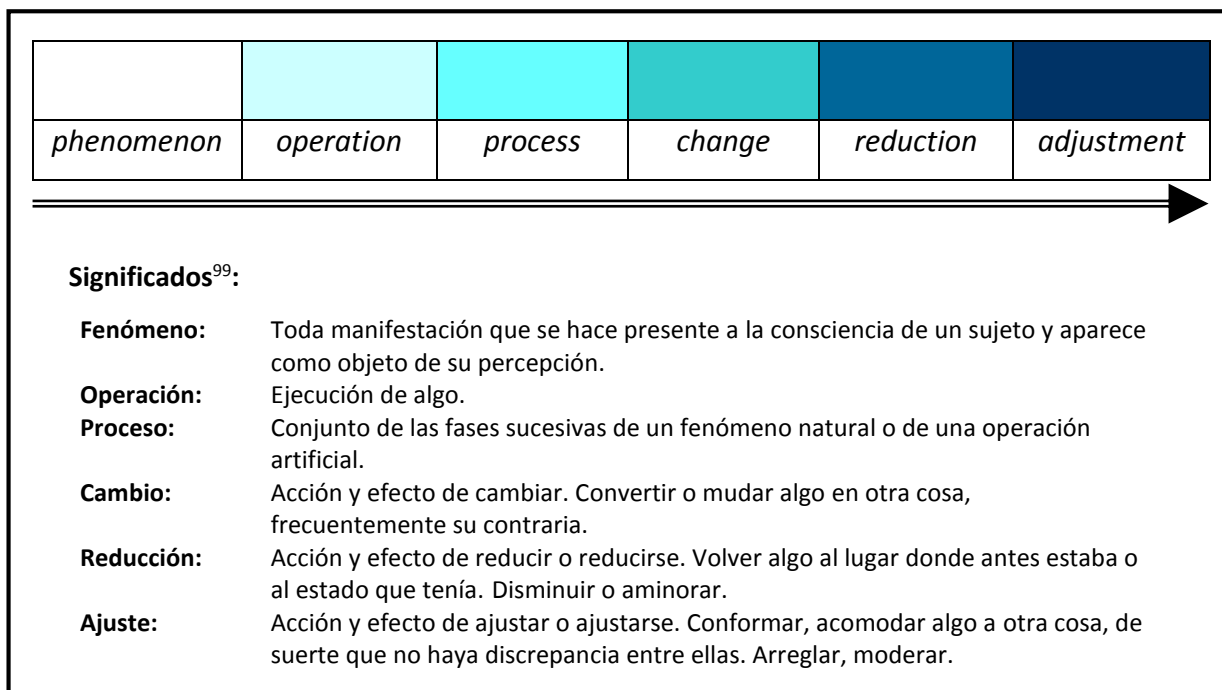 phenomenon operation process change reduction adjustment
Significados99:
Fenómeno: Toda manifestación que se hace presente a la consciencia de un sujeto y aparece
como objeto de su percepción.
Operación: Ejecución de algo.
Proceso: Conjunto de las fases sucesivas de un fenómeno natural o de una operación
artificial.
Cambio: Acción y efecto de cambiar. Convertir o mudar algo en otra cosa,
frecuentemente su contraria.
Reducción: Acción y efecto de reducir o reducirse. Volver algo al lugar donde antes estaba o
al estado que tenía. Disminuir o aminorar.
Ajuste: Acción y efecto de ajustar o ajustarse. Conformar, acomodar algo a otra cosa, de
suerte que no haya discrepancia entre ellas. Arreglar, moderar.